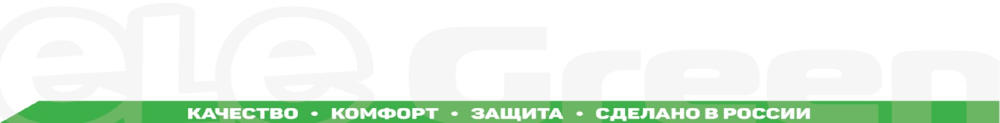 eLe Green
КАЧЕСТВО • КОМФОРТ • ЗАЩИТА • СДЕЛАНО В РОССИИ